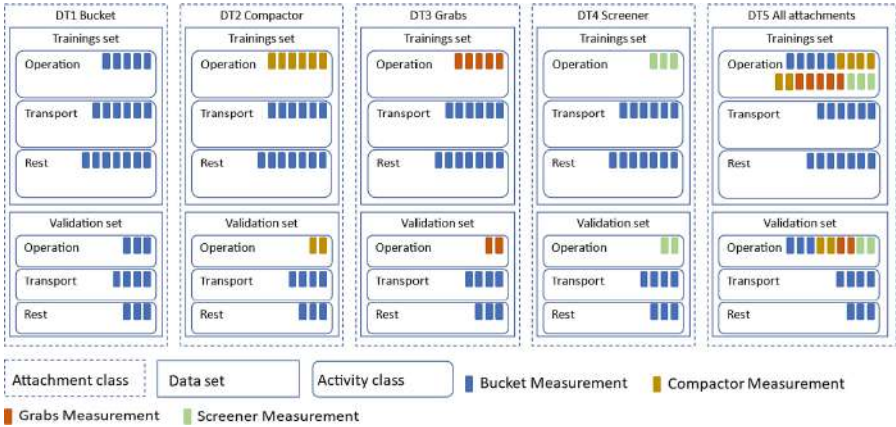 DT1 Bucket
Trainings set
Operation
Transport
Rest
Validation set
Operation
Transport
Rest
DT2 Compactor
Trainings set
Operation
Transport
Rest
Validation set
Operation
Transport
Rest
DT3 Grabs
Trainings set
Operation
Transport
Rest
Validation set
Operation
Transport
Rest
DT4 Screener
Trainings set
Operation
Transport
Rest
Validation set
Operation
Transport
Rest
DT5 All attachments
Trainings set
Operation
Transport
Rest
Validation set
Operation
Transport
Rest
Attachment class
Data set
Activity class
Bucket Measurement
Compactor Measurement
Grabs Measurement
Screener Measurement